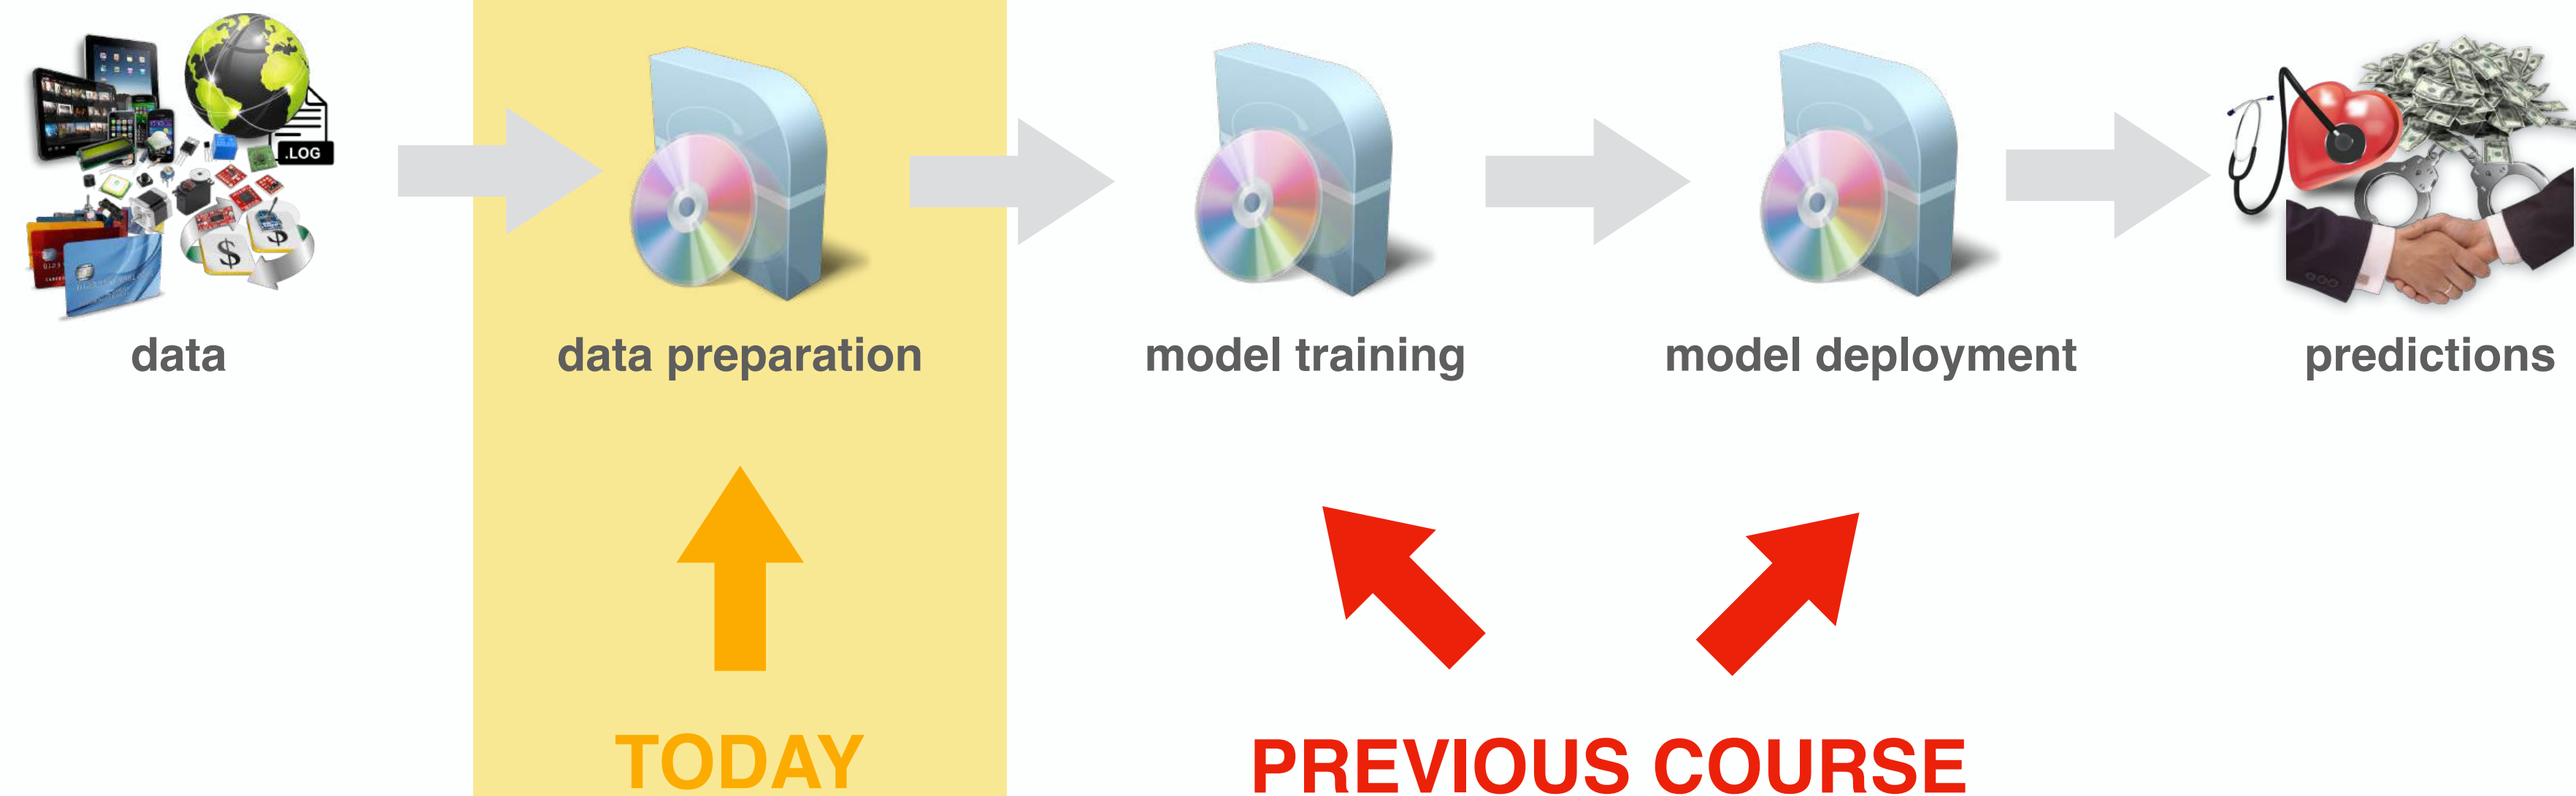 .LOG
$
$
data
data preparation
model training
model deployment
predictions
TODAY
PREVIOUS COURSE